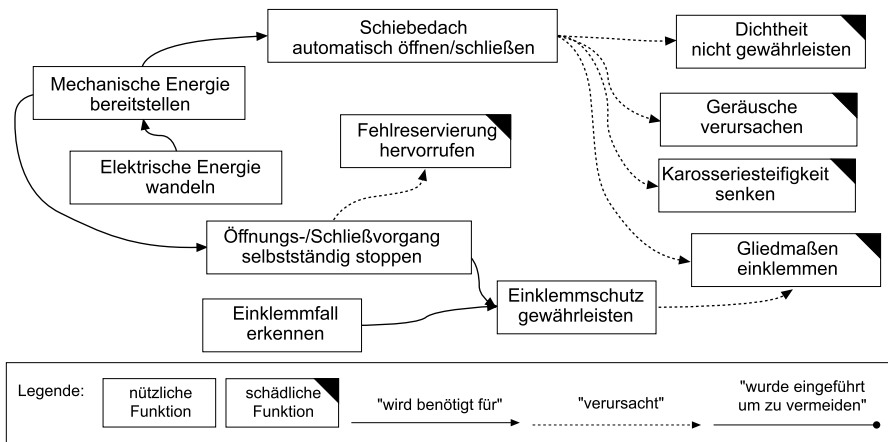 Schiebedach
automatisch öffnen/schließen
Dichtheit
nicht gewährleisten
Mechanische Energie
bereitstellen
Geräusche
verursachen
Fehlreservierung
hervorrufen
Elektrische Energie
wandeln
Karosseriesteifigkeit
senken
Öffnungs-/Schließvorgang
selbstständig stoppen
Gliedmaßen
einklemmen
Einklemmschutz
gewährleisten
Einklemmfall
erkennen
Legende:
nützliche
Funktion
schädliche
Funktion
"wird benötigt für"
"verursacht"
"wurde eingeführt
um zu vermeiden"